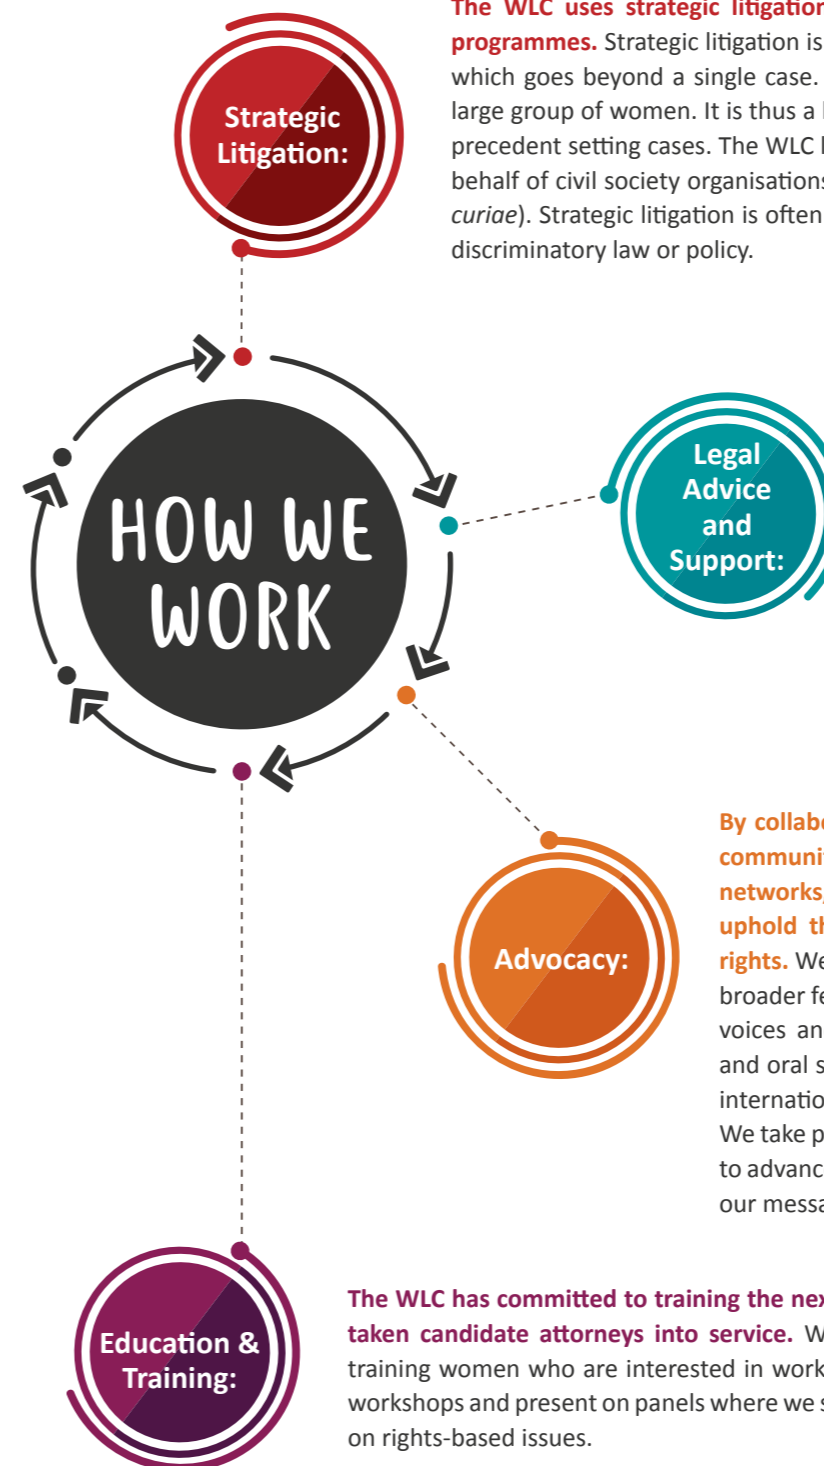 The WLC uses strategic litigation
programmes. Strategic litigation is
which goes beyond a single case.
large group of women. It is thus a
precedent setting cases. The WLC
behalf of civil society organisations
curiae). Strategic litigation is often
discriminatory law or policy.
Strategic
Litigation:
HOW WE
WORK
Legal
Advice
and
Support:
By collabo
communit
networks,
uphold th
rights. We
broader fe
voices an
and oral s
internatio
We take p
to advanc
our messa
Advocacy:
The WLC has committed to training the nex
taken candidate attorneys into service. W
training women who are interested in work
workshops and present on panels where we s
on rights-based issues.
Education &
Training: